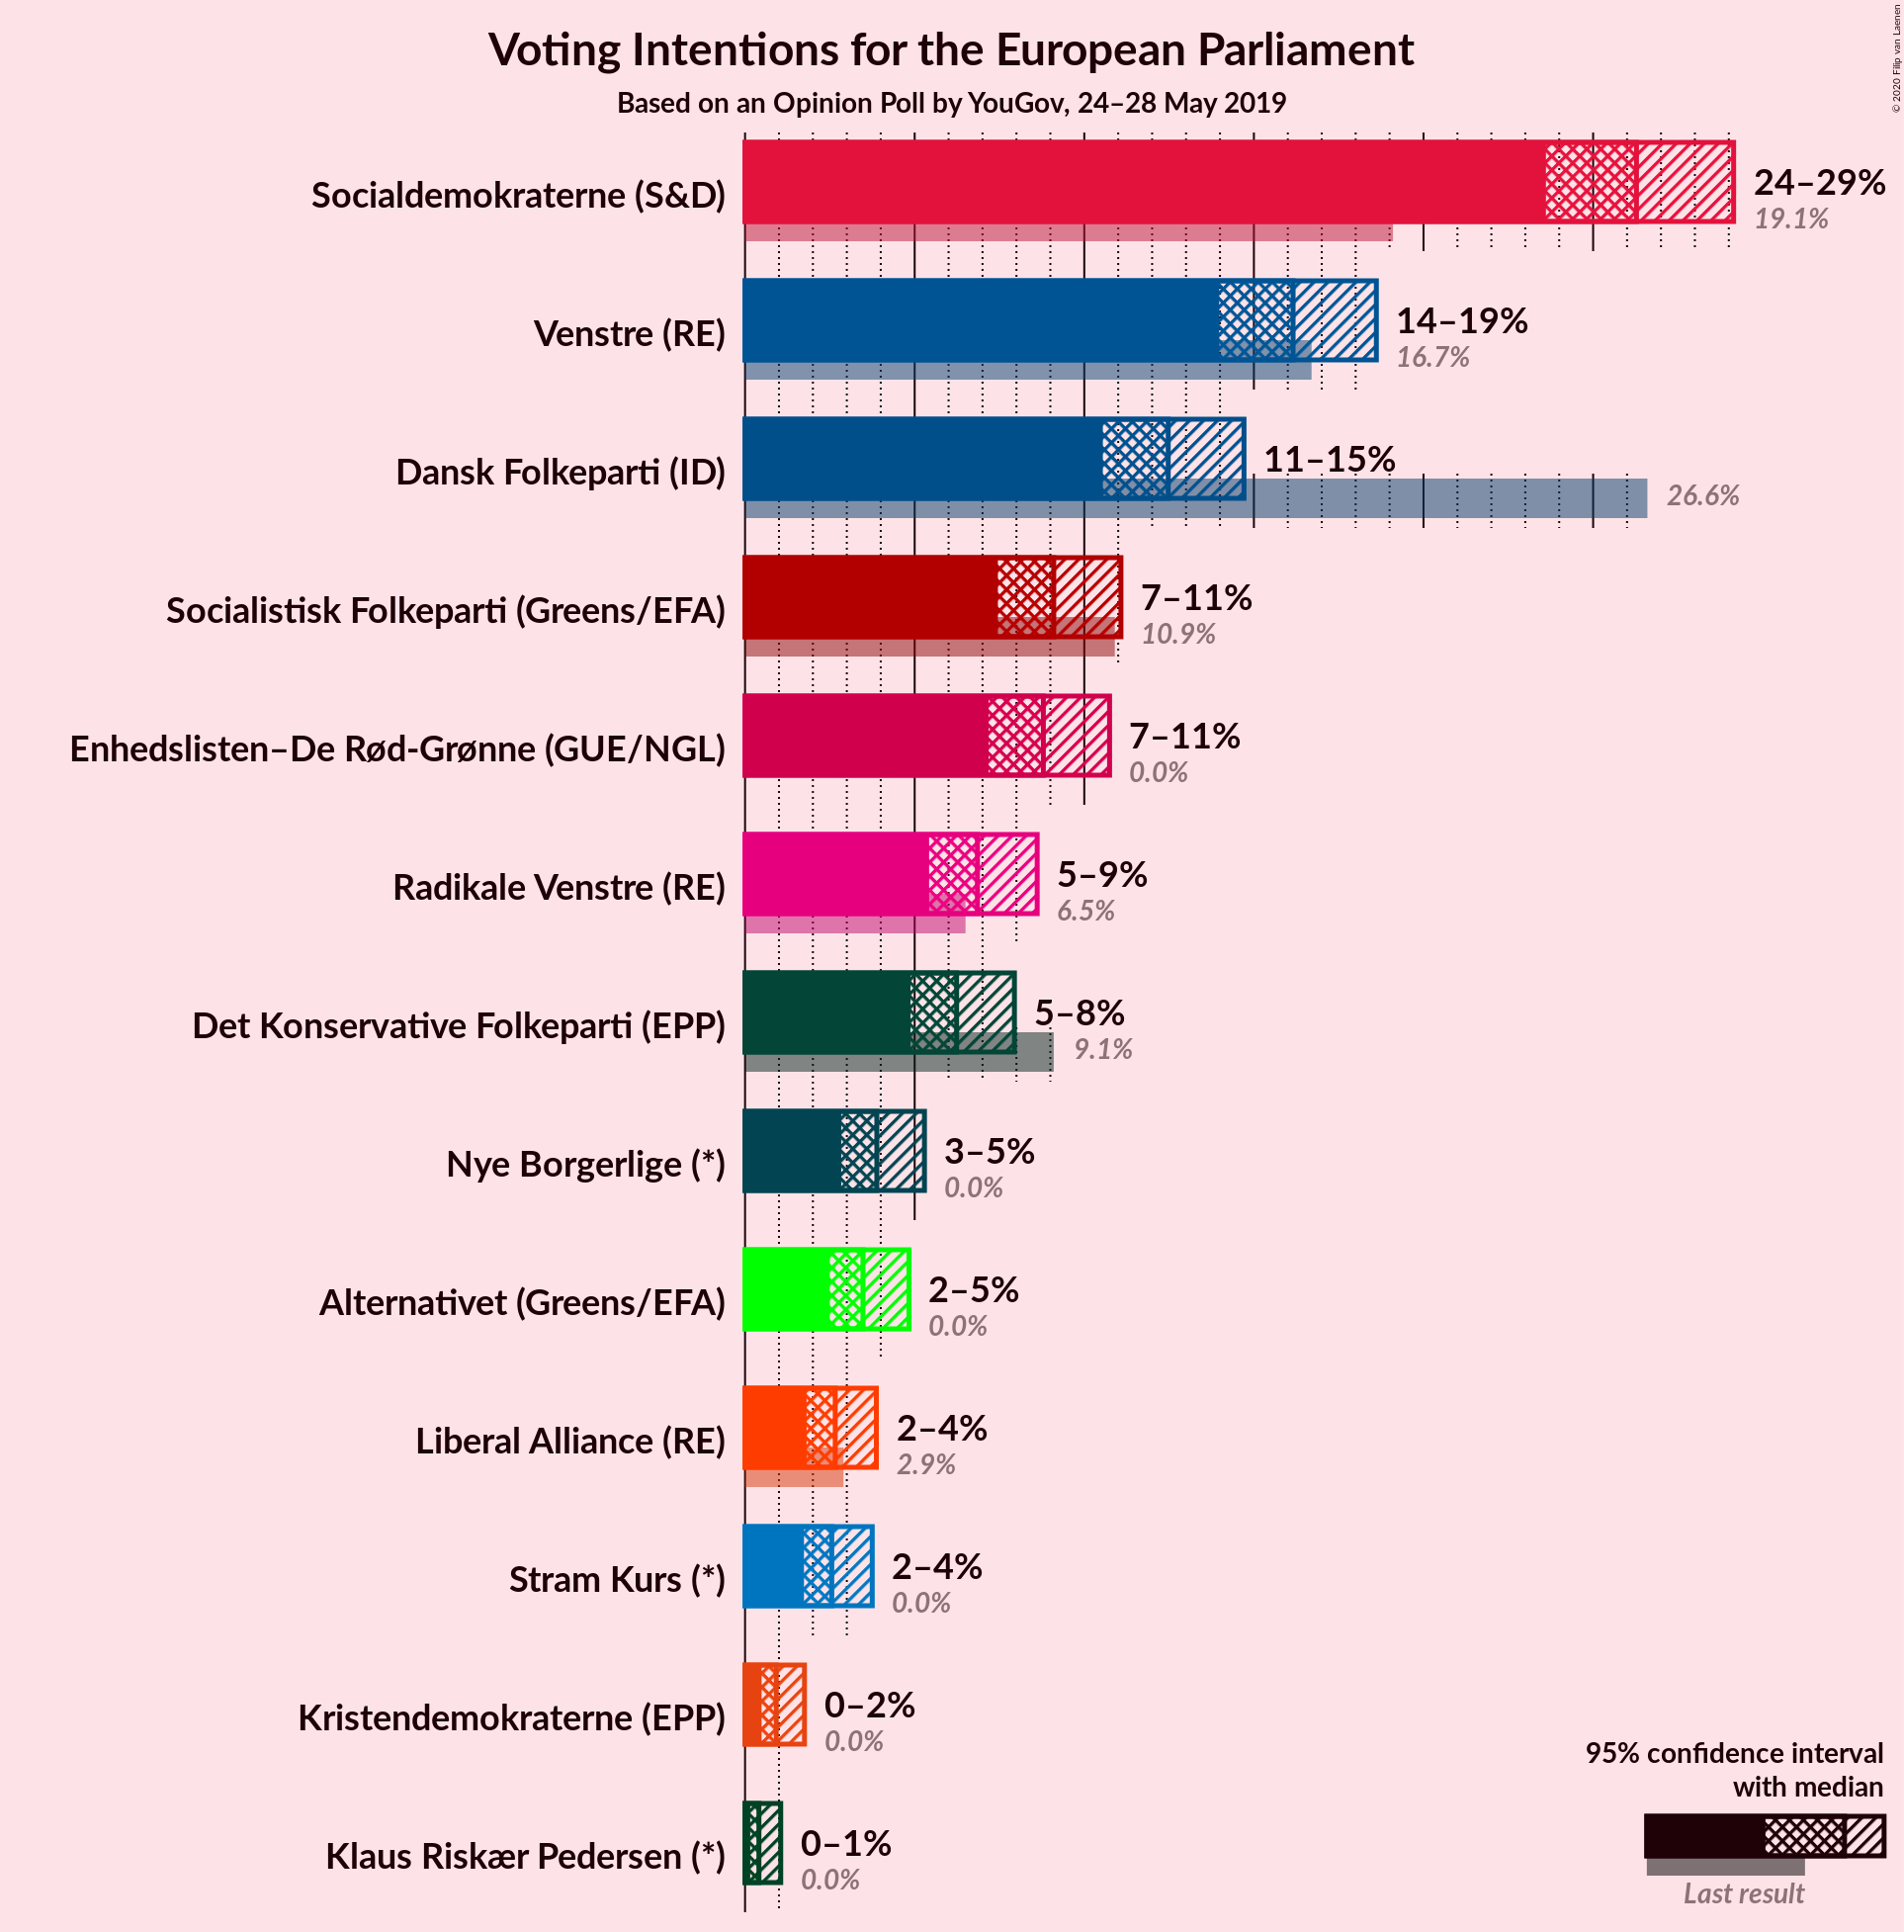 Voting Intentions for the European Parliament
Based on an Opinion Poll by YouGov, 24–28 May 2019
© 2020 Filip van Laenen
Socialdemokraterne (S&D)
24–29%
19.1%
Venstre (RE)
14–19%
16.7%
Dansk Folkeparti (ID)
11–15%
26.6%
Socialistisk Folkeparti (Greens/EFA)
7–11%
10.9%
Enhedslisten–De Rød-Grønne (GUE/NGL)
7–11%
0.0%
Radikale Venstre (RE)
5–9%
6.5%
Det Konservative Folkeparti (EPP)
5–8%
9.1%
Nye Borgerlige (*)
3–5%
0.0%
Alternativet (Greens/EFA)
2–5%
0.0%
Liberal Alliance (RE)
2–4%
2.9%
Stram Kurs (*)
2–4%
0.0%
Kristendemokraterne (EPP)
0–2%
0.0%
Klaus Riskær Pedersen (*)
0–1%
0.0%
95% confidence interval
with median
Last result